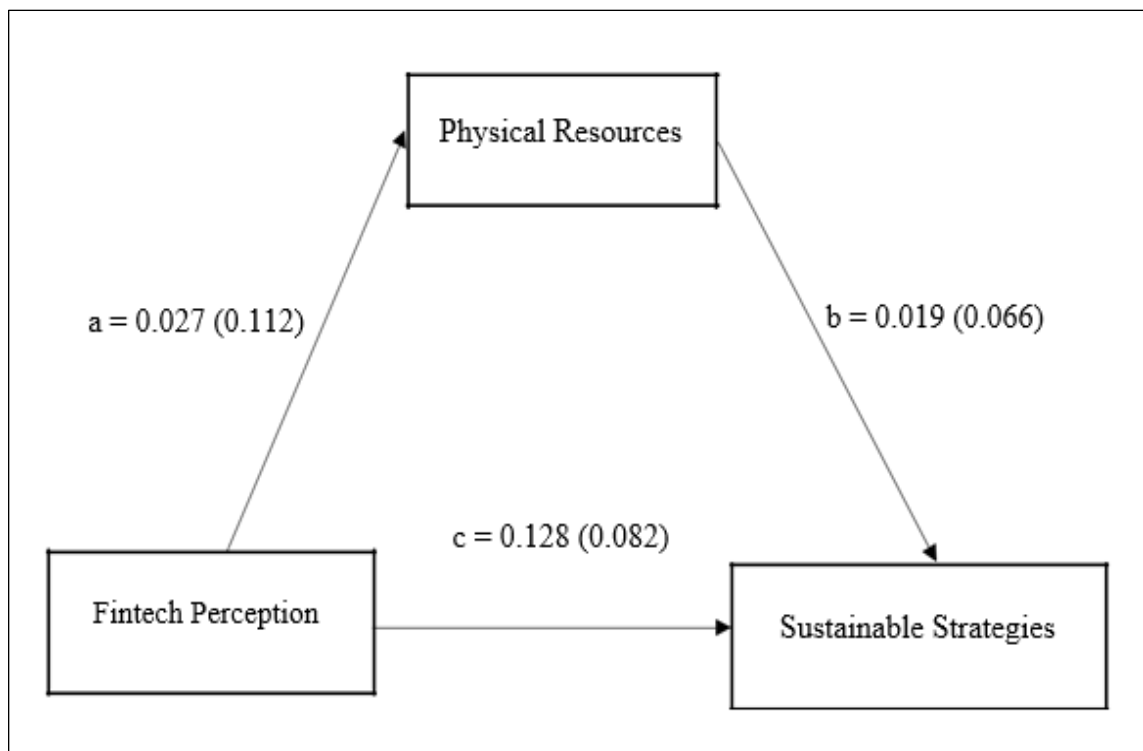 Physical Resources
a = 0.027 (0.112)
b = 0.019 (0.066)
c = 0.128 (0.082)
Fintech Perception
Sustainable Strategies